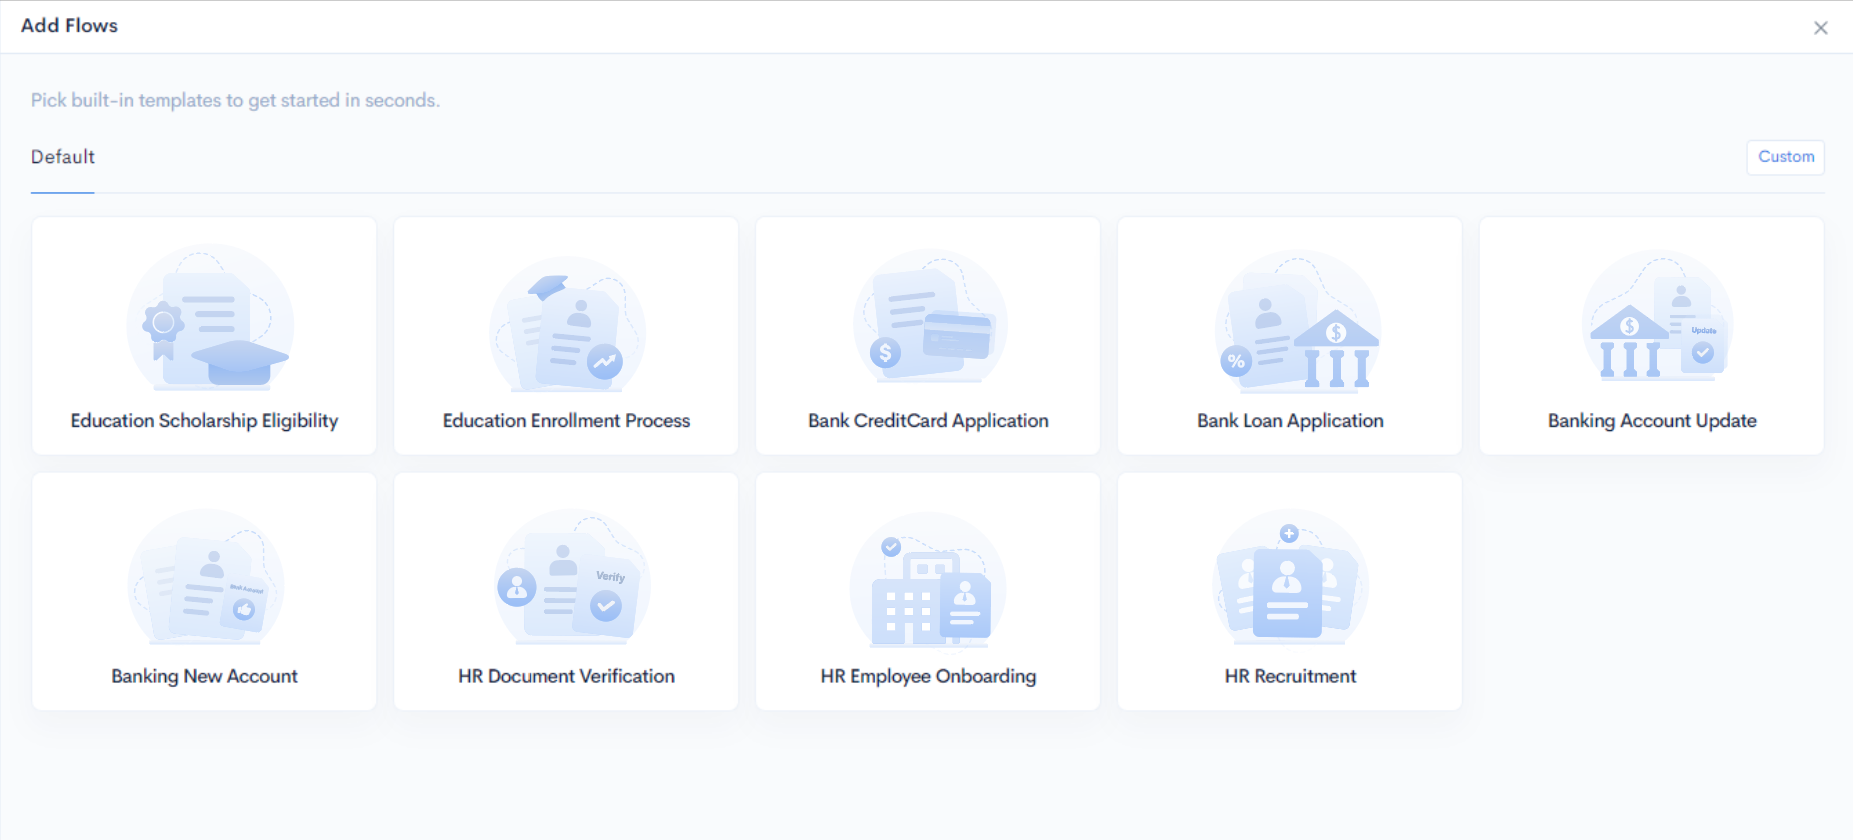 Add Flows
Pick built-in templates to get started in seconds.
Default
Custom
Education Scholarship Eligibility
Education Enrollment Process
$
Bank CreditCard Application
%
$
Bank Loan Application
$
Update
Banking Account Update
Banking New Account
Verify
HR Document Verification
HR Employee Onboarding
HR Recruitment